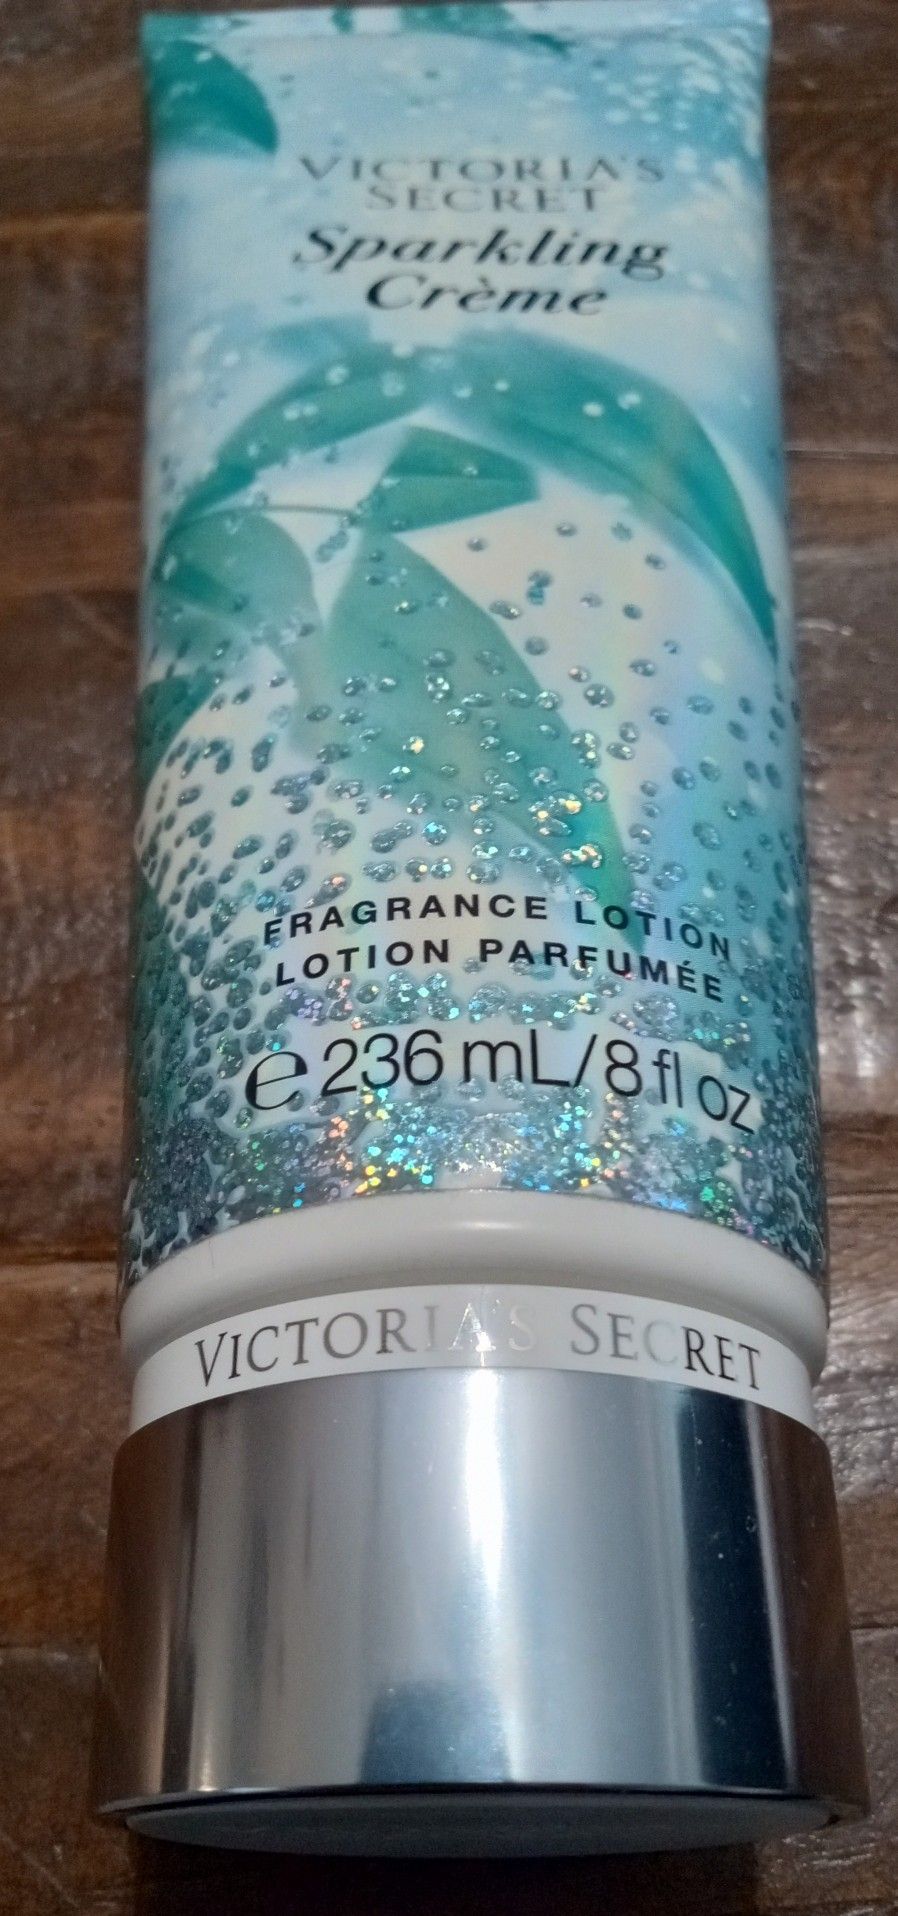 VICTORIA'S
SECRET
Sparkling
Crème
FRAGRANCE LOTION
LOTION PARFUMÉE
℮ 236 mL/8 fl oz
VICTORIA'S SECRET